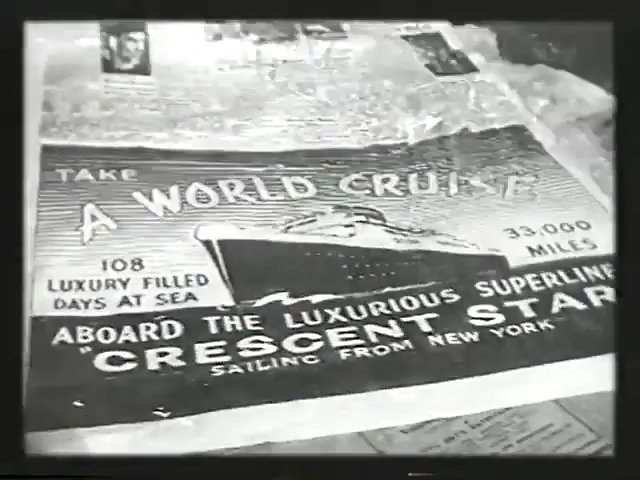 TAKE
A WORLD CRUISE
108
LUXURY FILLED
DAYS AT SEA
33,000
MILES
ABOARD THE LUXURIOUS SUPERLINE
"CRESCENT STAR
SAILING FROM NEW YORK